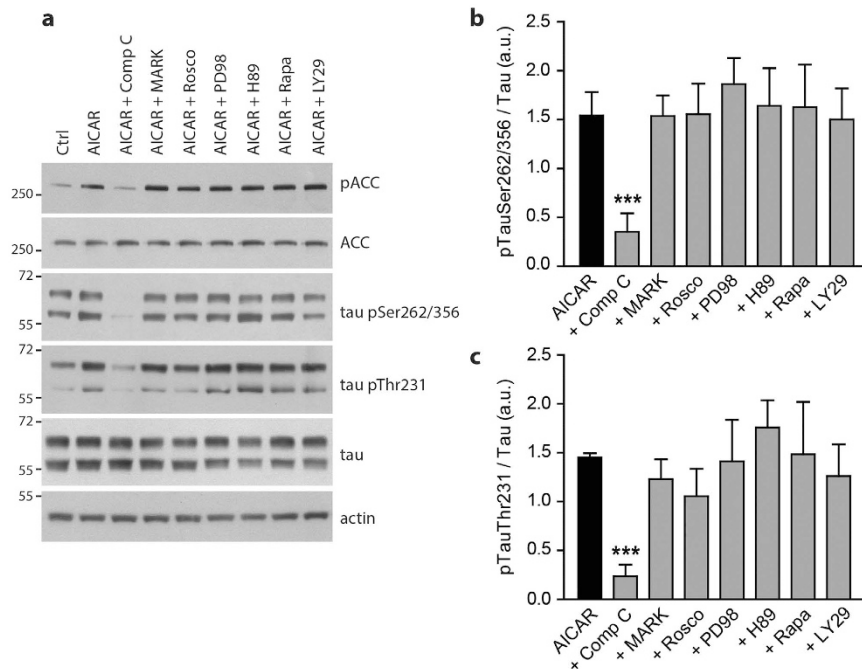 a
Ctrl
AICAR
AICAR + Comp C
AICAR + MARK
AICAR + Rosco
AICAR + PD98
AICAR + H89
AICAR + Rapa
AICAR + LY29
250
pACC
250
ACC
72
55
tau pSer262/356
72
55
tau pThr231
72
55
tau
55
actin
b
pTauSer262/356 / Tau (a.u.)
2.5
2.0
1.5
1.0
0.5
0.0
***
AICAR
+ Comp C
+ MARK
+ Rosco
+ PD98
+ H89
+ Rapa
+ LY29
c
pTauThr231 / Tau (a.u.)
2.5
2.0
1.5
1.0
0.5
0.0
***
AICAR
+ Comp C
+ MARK
+ Rosco
+ PD98
+ H89
+ Rapa
+ LY29